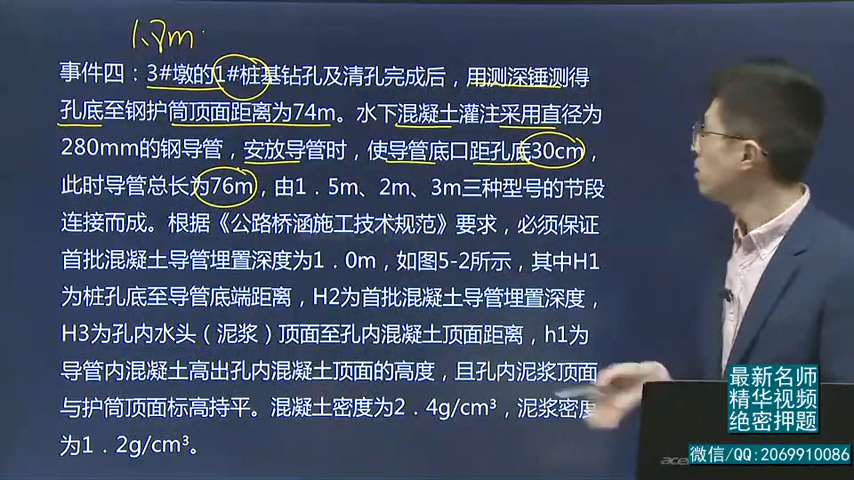 1.7m.
事件四：3#墩的1#桩基钻孔及清孔完成后，用测深锤测得
孔底至钢护筒顶面距离为74m。水下混凝土灌注采用直径为
280mm的钢导管，安放导管时，使导管底口距孔底30cm，
此时导管总长为76m，由1．5m、2m、3m三种型号的节段
连接而成。根据《公路桥涵施工技术规范》要求，必须保证
首批混凝土导管埋置深度为1．0m，如图5-2所示，其中H1
为桩孔底至导管底端距离，H2为首批混凝土导管埋置深度，
H3为孔内水头（泥浆）顶面至孔内混凝土顶面距离，h1为
导管内混凝土高出孔内混凝土顶面的高度，且孔内泥浆顶面
与护筒顶面标高持平。混凝土密度为2．4g/cm³，泥浆密度
为1．2g/cm³。
最新名师
精华视频
绝密押题
微信/QQ:2069910086
acer